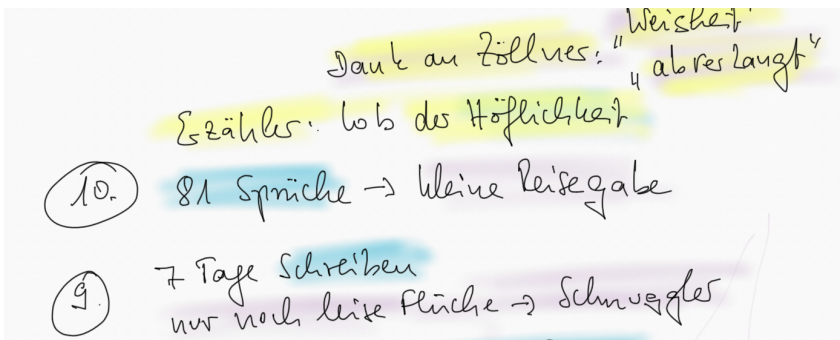 "Weisheit"
Dank an Zöllner: "abverlangt"
Erzähler: Lob der Höflichkeit
10. 81 Sprüche → kleine Reisegabe
9. 7 Tage Schreiben
nur noch leise Flüche → Schmuggler